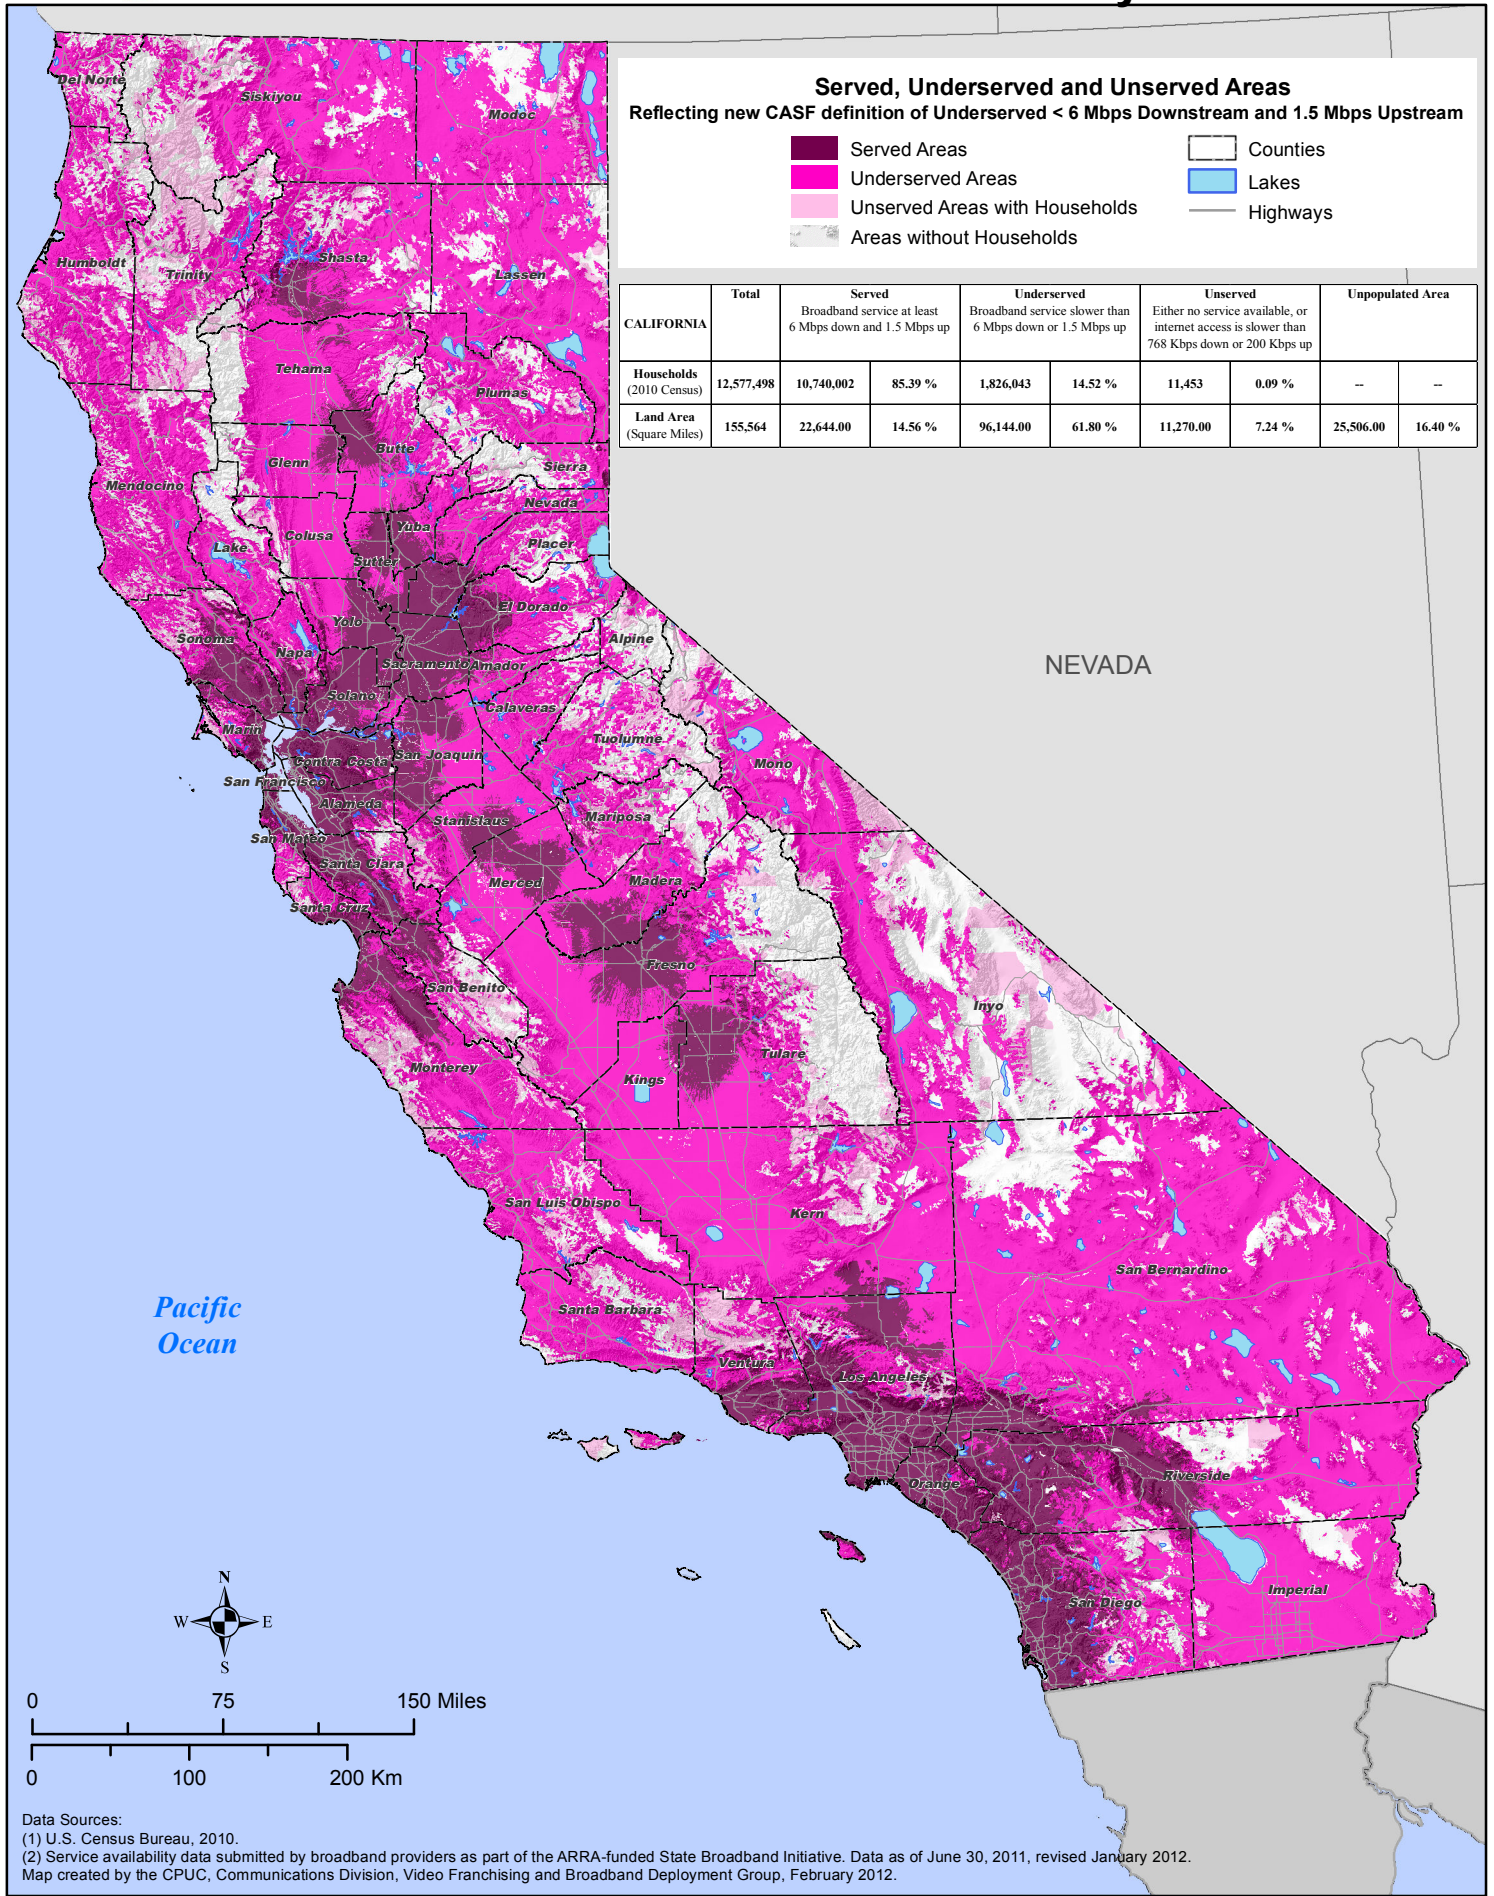 Served, Underserved and Unserved Areas
Reflecting new CASF definition of Underserved < 6 Mbps Downstream and 1.5 Mbps Upstream
Served Areas
Underserved Areas
Unserved Areas with Households
Areas without Households
Counties
Lakes
Highways
CALIFORNIA
Total
Served
Broadband service at least
6 Mbps down and 1.5 Mbps up
Underserved
Broadband service slower than
6 Mbps down or 1.5 Mbps up
Unserved
Either no service available, or
internet access is slower than
768 Kbps down or 200 Kbps up
Unpopulated Area
Households
(2010 Census)
12,577,498 10,740,002 85.39 % 1,826,043 14.52 % 11,453 0.09 % -- --
Land Area
(Square Miles)
155,564 22,644.00 14.56 % 96,144.00 61.80 % 11,270.00 7.24 % 25,506.00 16.40 %
Del Norte
Siskiyou
Modoc
Humboldt
Trinity
Shasta
Lassen
Tehama
Plumas
Butte
Glenn
Sierra
Mendocino
Nevada
Yuba
Colusa
Lake
Placer
Sutter
El Dorado
Yolo
Sonoma
Alpine
Napa
Sacramento
Amador
Solano
Calaveras
Marin
Tuolumne
San Joaquin
Contra Costa
Mono
San Francisco
Alameda
Stanislaus
Mariposa
San Mateo
Santa Clara
Merced
Madera
Santa Cruz
Fresno
San Benito
Inyo
Tulare
Monterey
Kings
San Luis Obispo
Kern
San Bernardino
Santa Barbara
Ventura
Los Angeles
Riverside
Orange
Imperial
San Diego
NEVADA
Pacific
Ocean
N
W E
S
0 75 150 Miles
0 100 200 Km
Data Sources:
(1) U.S. Census Bureau, 2010.
(2) Service availability data submitted by broadband providers as part of the ARRA-funded State Broadband Initiative. Data as of June 30, 2011, revised January 2012.
Map created by the CPUC, Communications Division, Video Franchising and Broadband Deployment Group, February 2012.